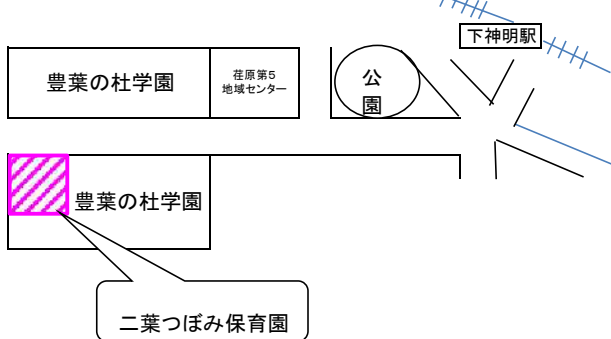 下神明駅
豊葉の杜学園
荏原第5
地域センター
公
園
豊葉の杜学園
二葉つぼみ保育園